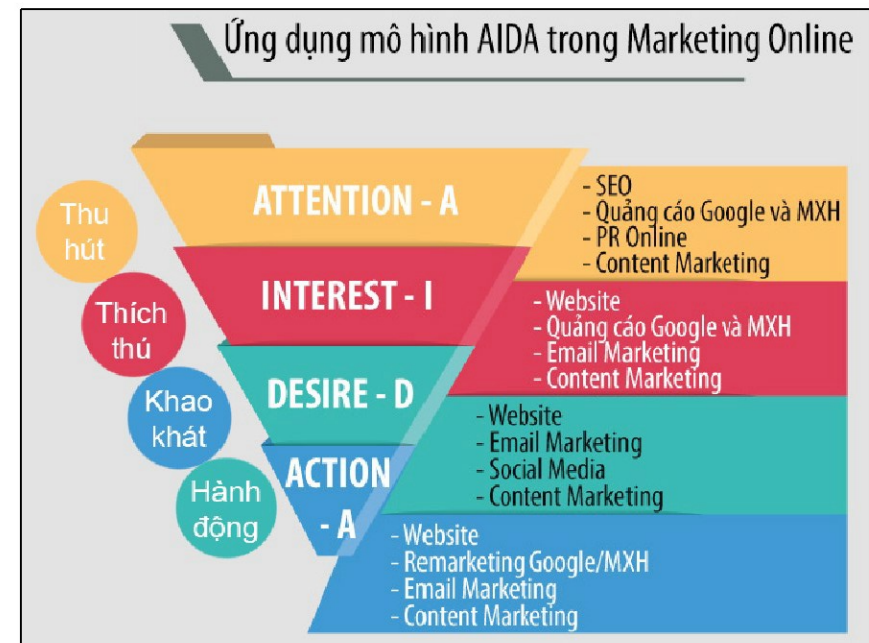 Ứng dụng mô hình AIDA trong Marketing Online
Thu
hút
ATTENTION - A
- SEO
- Quảng cáo Google và MXH
- PR Online
- Content Marketing
Thích
thú
INTEREST - I
- Website
- Quảng cáo Google và MXH
- Email Marketing
- Content Marketing
Khao
khát
DESIRE - D
- Website
- Email Marketing
- Social Media
- Content Marketing
Hành
động
ACTION
- A
- Website
- Remarketing Google/MXH
- Email Marketing
- Content Marketing